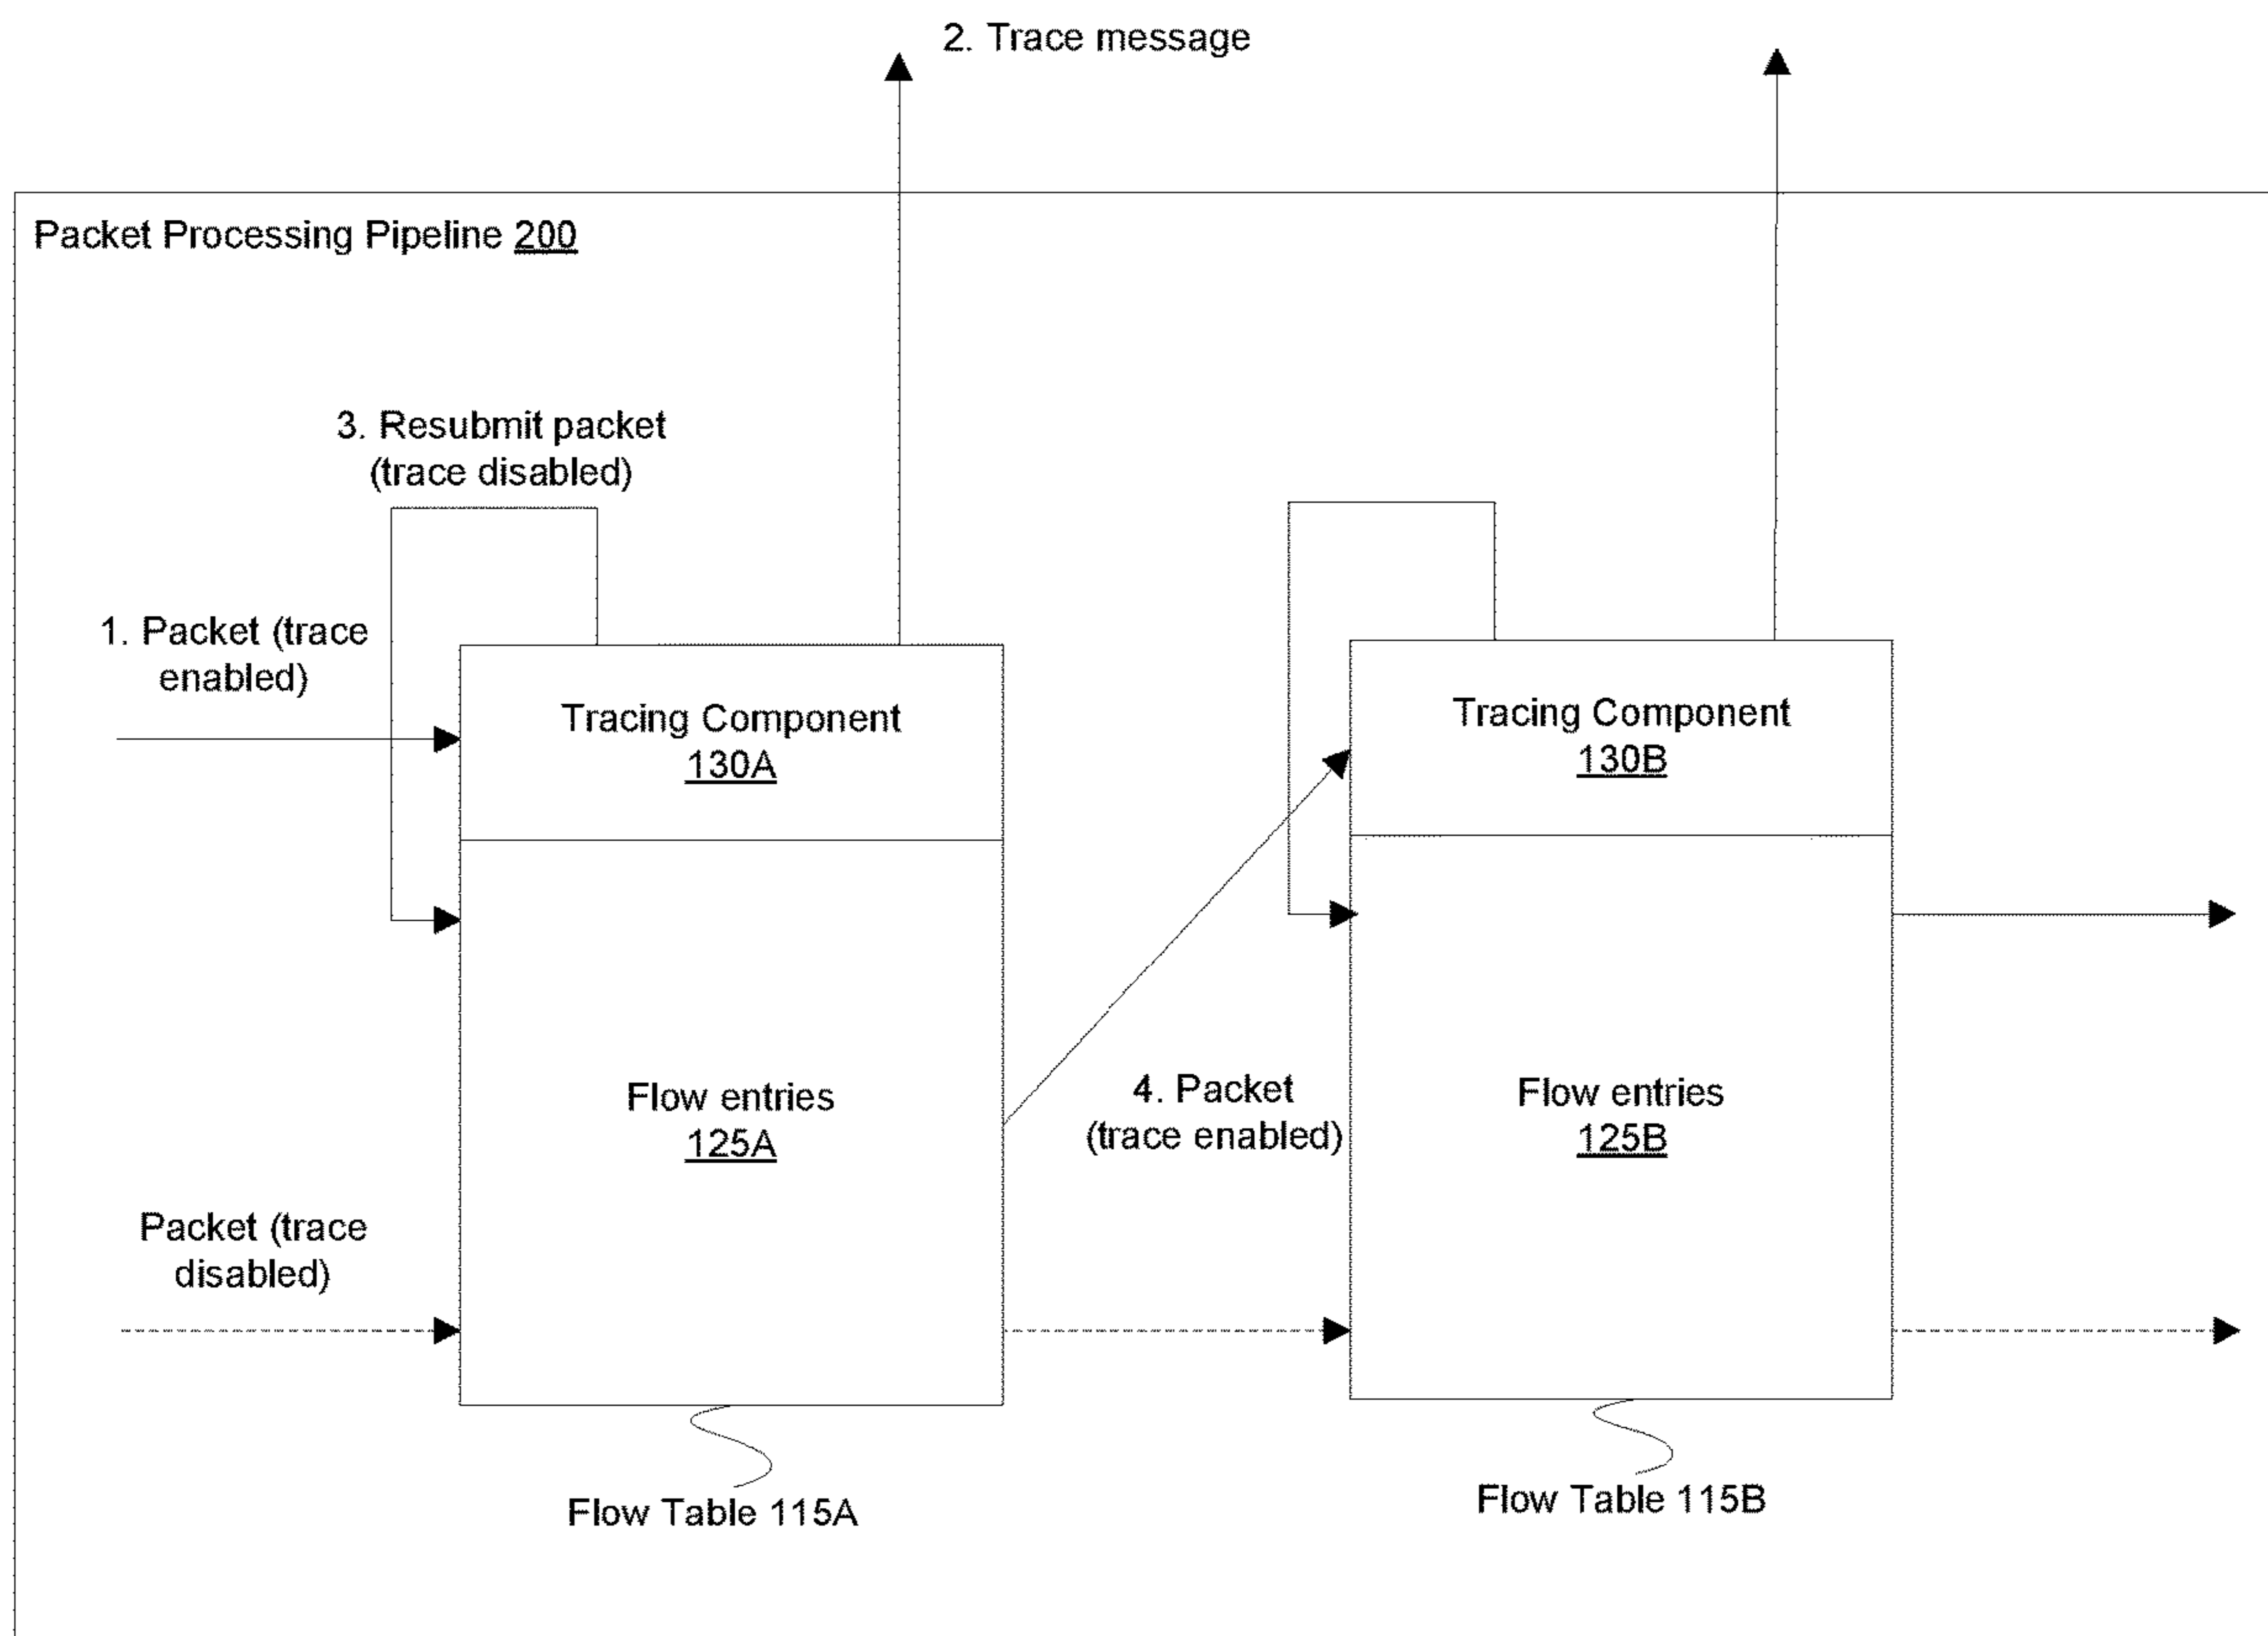 2. Trace message
Packet Processing Pipeline 200
3. Resubmit packet
(trace disabled)
1. Packet (trace
enabled)
Tracing Component
130A
Tracing Component
130B
Flow entries
125A
4. Packet
(trace enabled)
Flow entries
125B
Packet (trace
disabled)
Flow Table 115A
Flow Table 115B